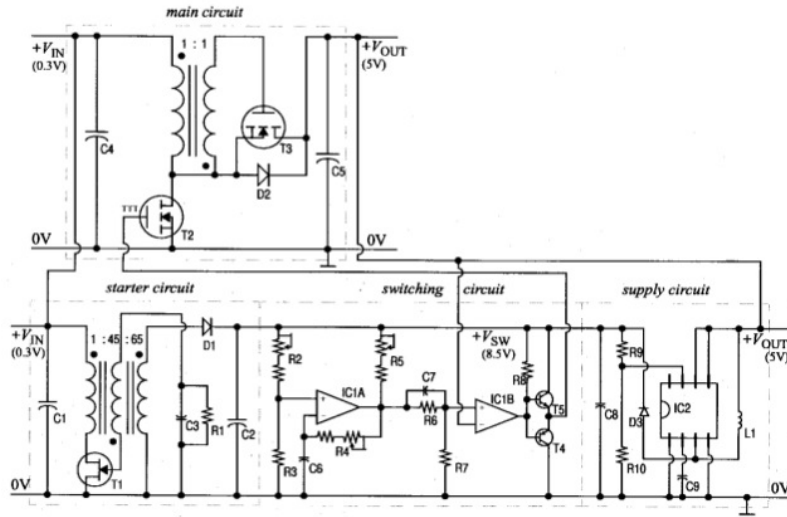 main circuit
+VIN
(0.3V)
1 : 1
+VOUT
(5V)
C4
T3
D2
C5
T2
0V
0V
starter circuit
switching circuit
supply circuit
+VIN
(0.3V)
1 : 45 : 65
D1
R2
R5
+VSW
(8.5V)
R9
+VOUT
(5V)
C1
C3
R1
C2
IC1A
C7
R6
R8
IC1B
T5
T4
C8
D3
IC2
L1
R4
R3
C6
R7
R10
C9
T1
0V
0V